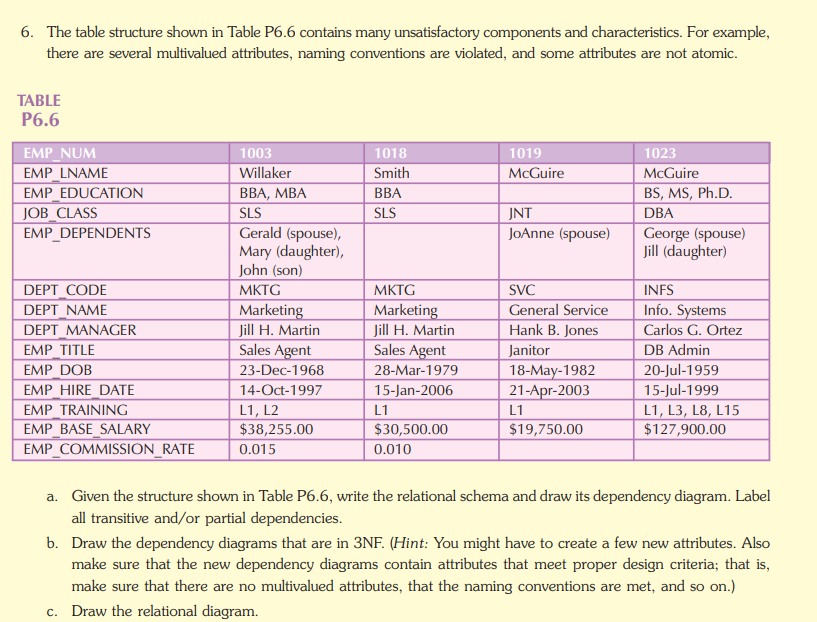 6. The table structure shown in Table P6.6 contains many unsatisfactory components and characteristics. For example,
there are several multivalued attributes, naming conventions are violated, and some attributes are not atomic.
TABLE
P6.6
EMP_NUM 1003 1018 1019 1023
EMP_LNAME Willaker Smith McGuire McGuire
EMP_EDUCATION BBA, MBA BBA BS, MS, Ph.D.
JOB_CLASS SLS SLS JNT DBA
EMP_DEPENDENTS Gerald (spouse), JoAnne (spouse) George (spouse)
Mary (daughter), Jill (daughter)
John (son)
DEPT_CODE MKTG MKTG SVC INFS
DEPT_NAME Marketing Marketing General Service Info. Systems
DEPT_MANAGER Jill H. Martin Jill H. Martin Hank B. Jones Carlos G. Ortez
EMP_TITLE Sales Agent Sales Agent Janitor DB Admin
EMP_DOB 23-Dec-1968 28-Mar-1979 18-May-1982 20-Jul-1959
EMP_HIRE_DATE 14-Oct-1997 15-Jan-2006 21-Apr-2003 15-Jul-1999
EMP_TRAINING L1, L2 L1 L1 L1, L3, L8, L15
EMP_BASE_SALARY $38,255.00 $30,500.00 $19,750.00 $127,900.00
EMP_COMMISSION_RATE 0.015 0.010
a. Given the structure shown in Table P6.6, write the relational schema and draw its dependency diagram. Label
all transitive and/or partial dependencies.
b. Draw the dependency diagrams that are in 3NF. (Hint: You might have to create a few new attributes. Also
make sure that the new dependency diagrams contain attributes that meet proper design criteria; that is,
make sure that there are no multivalued attributes, that the naming conventions are met, and so on.)
c. Draw the relational diagram.